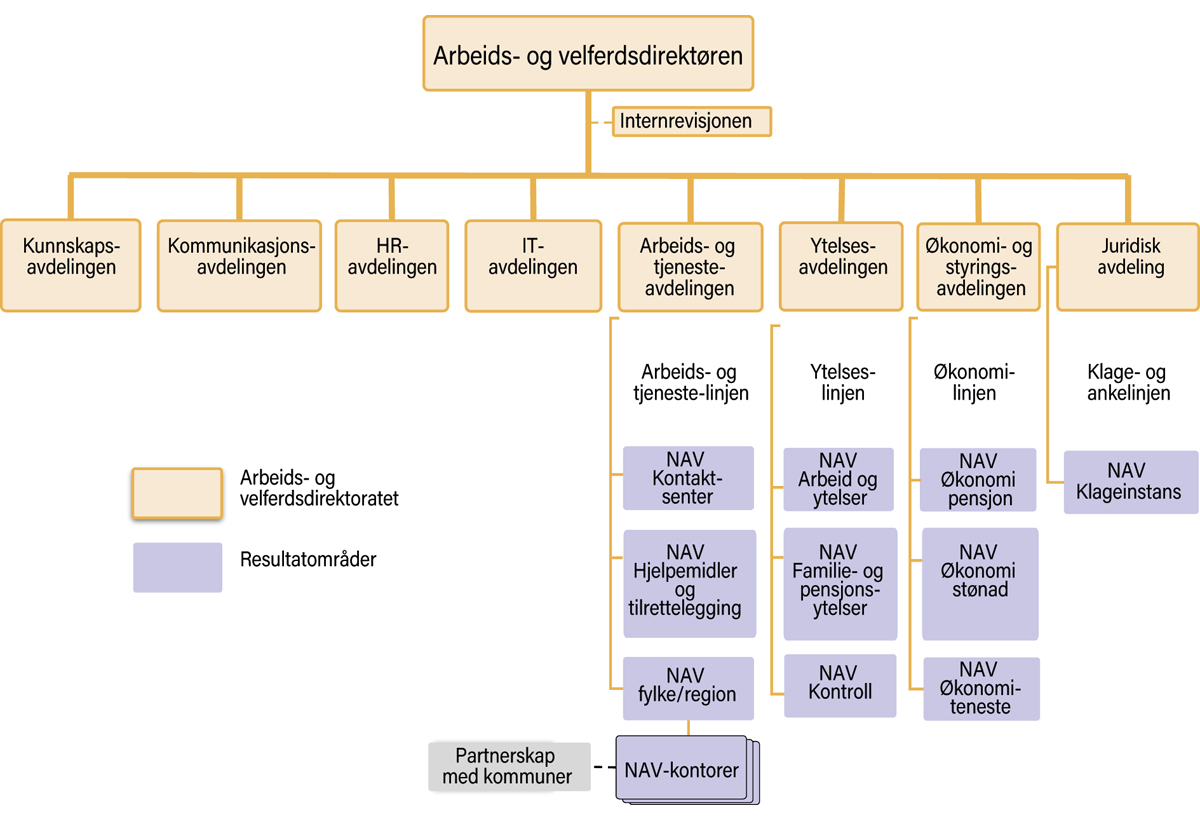 Arbeids- og velferdsdirektøren
Internrevisjonen
Kunnskaps-
avdelingen
Kommunikasjons-
avdelingen
HR-
avdelingen
IT-
avdelingen
Arbeids- og
tjeneste-
avdelingen
Ytelses-
avdelingen
Økonomi- og
styrings-
avdelingen
Juridisk
avdeling
Arbeids- og
tjeneste-linjen
Ytelses-
linjen
Økonomi-
linjen
Klage- og
ankelinjen
NAV
Kontakt-
senter
NAV
Arbeid og
ytelser
NAV
Økonomi
pensjon
NAV
Klageinstans
NAV
Hjelpemidler
og
tilrettelegging
NAV
Familie- og
pensjons-
ytelser
NAV
Økonomi
stønad
NAV
fylke/region
NAV
Kontroll
NAV
Økonomi-
teneste
Partnerskap
med kommuner
NAV-kontorer
Arbeids- og
velferdsdirektoratet
Resultatområder